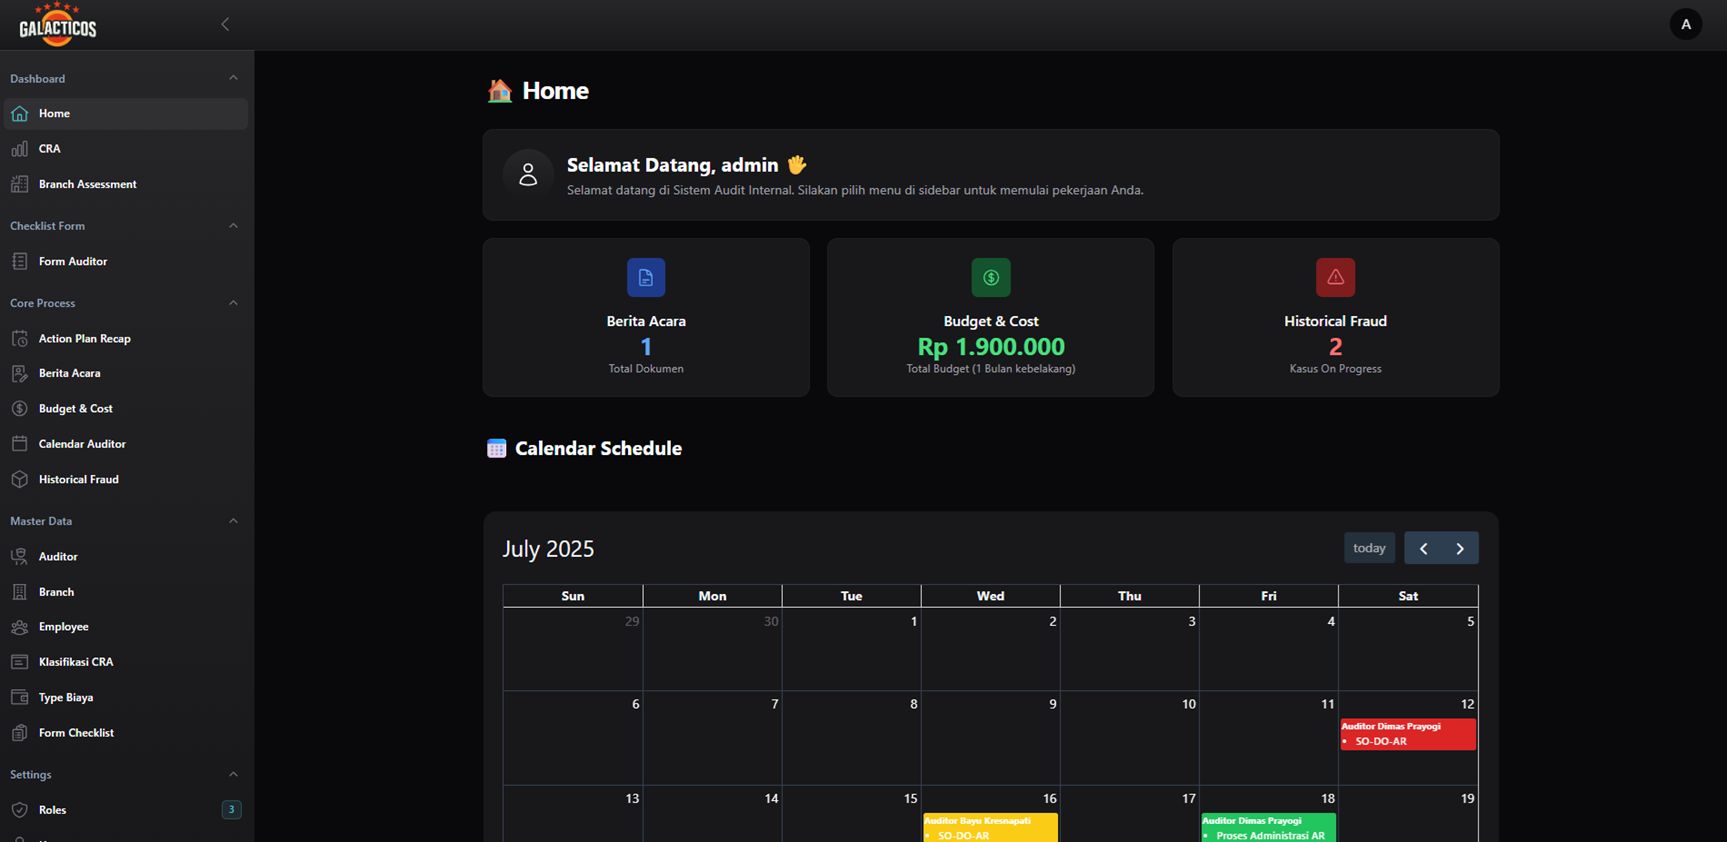 GALACTICOS
A
Dashboard
Home
CRA
Branch Assessment
Checklist Form
Form Auditor
Core Process
Action Plan Recap
Berita Acara
Budget & Cost
Calendar Auditor
Historical Fraud
Master Data
Auditor
Branch
Employee
Klasifikasi CRA
Type Biaya
Form Checklist
Settings
Roles 3
Home
Selamat Datang, admin 🖐
Selamat datang di Sistem Audit Internal. Silakan pilih menu di sidebar untuk memulai pekerjaan Anda.
Berita Acara
1
Total Dokumen
Budget & Cost
Rp 1.900.000
Total Budget (1 Bulan kebelakang)
Historical Fraud
2
Kasus On Progress
Calendar Schedule
July 2025
today
Sun Mon Tue Wed Thu Fri Sat
29 30 1 2 3 4 5
6 7 8 9 10 11 12
Auditor Dimas Prayogi
• SO-DO-AR
13 14 15 16 17 18 19
Auditor Bayu Kresnapati
• SO-DO-AR
Auditor Dimas Prayogi
• Proses Administrasi AR